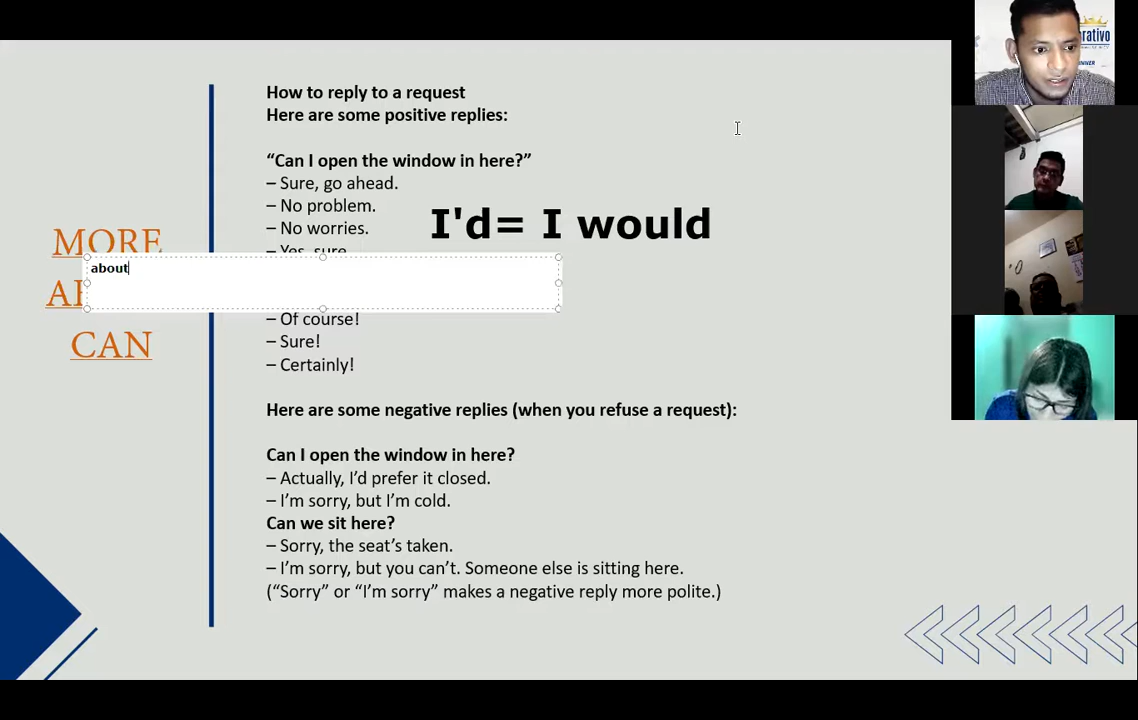 How to reply to a request
Here are some positive replies:
“Can I open the window in here?”
– Sure, go ahead.
– No problem.
– No worries.
I'd= I would
– Yes, sure
MORE
about
CAN
– Of course!
– Sure!
– Certainly!
Here are some negative replies (when you refuse a request):
Can I open the window in here?
– Actually, I’d prefer it closed.
– I’m sorry, but I’m cold.
Can we sit here?
– Sorry, the seat’s taken.
– I’m sorry, but you can’t. Someone else is sitting here.
(“Sorry” or “I’m sorry” makes a negative reply more polite.)